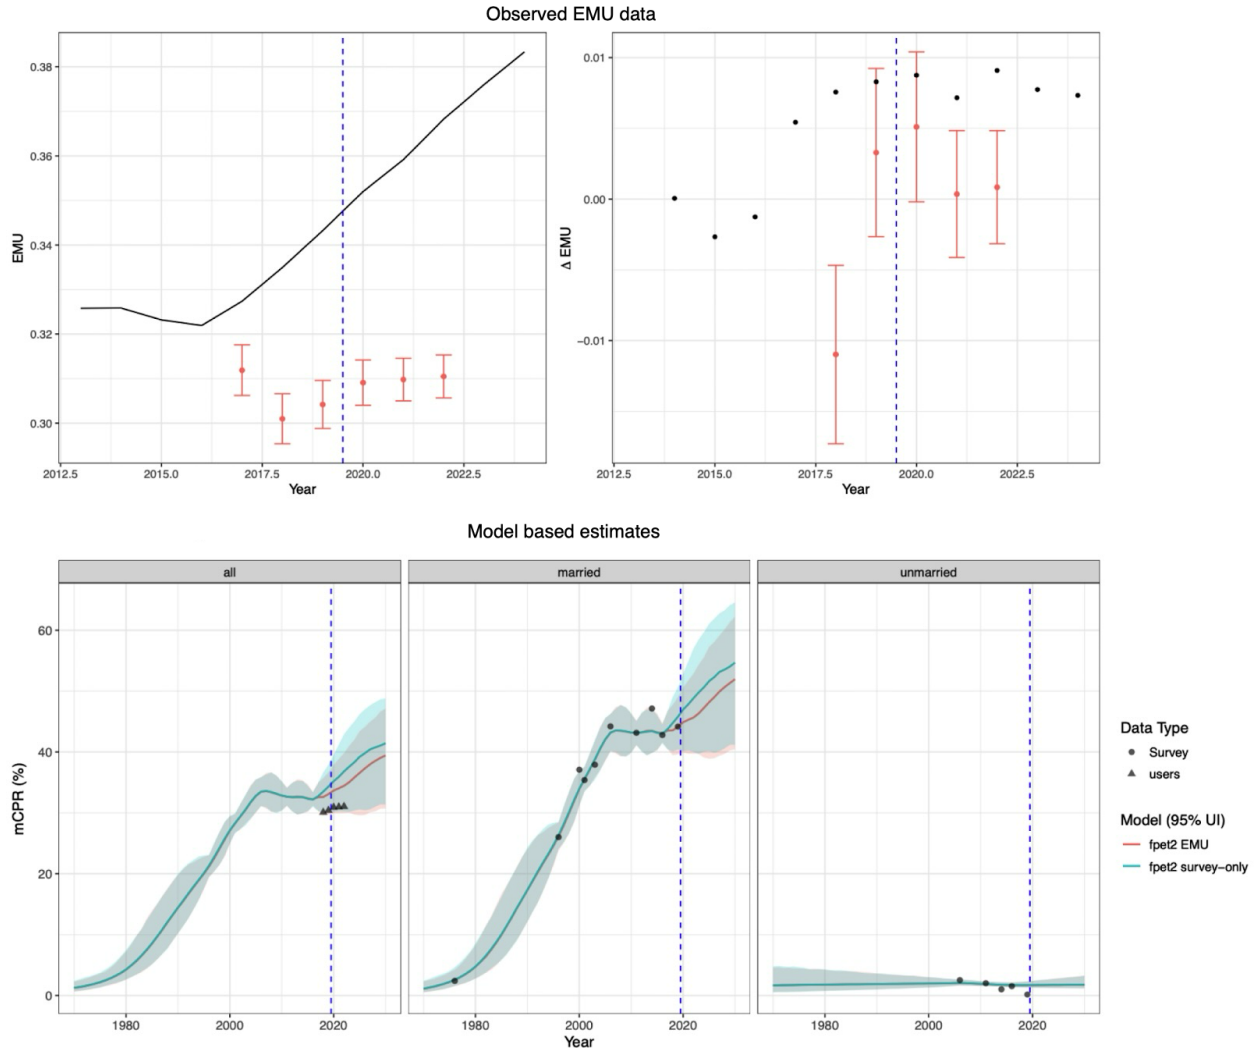 Observed EMU data
EMU
0.38
0.36
0.34
0.32
0.30
2012.5 2015.0 2017.5 2020.0 2022.5
Year
Δ EMU
0.01
0.00
−0.01
2012.5 2015.0 2017.5 2020.0 2022.5
Year
Model based estimates
all married unmarried
mCPR (%)
60
40
20
0
1980 2000 2020 1980 2000 2020 1980 2000 2020
Year
Data Type
Survey
users
Model (95% UI)
fpet2 EMU
fpet2 survey−only